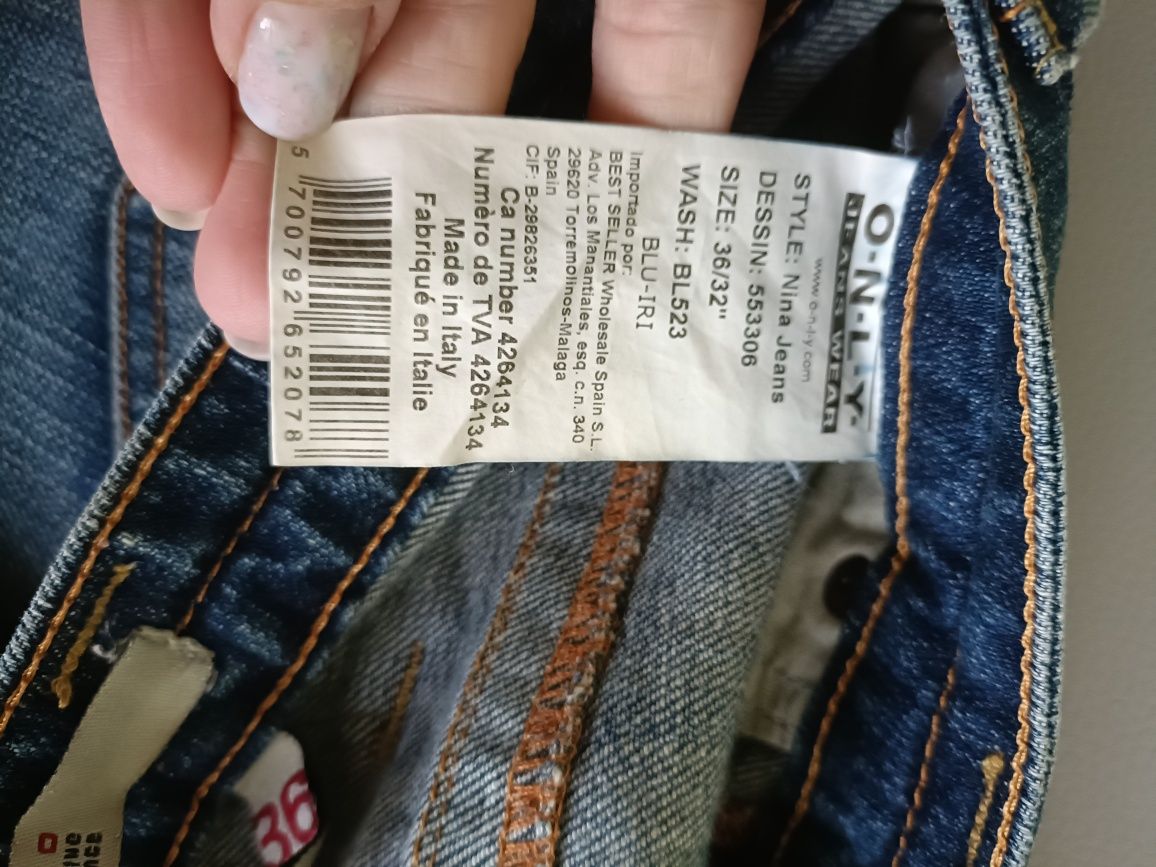 O-N-L-Y-
JEANS WEAR
www.o-n-l-y.com
STYLE: Nina Jeans
DESSIN: 553306
SIZE: 36/32"
WASH: BL523
BLU-IRI
Importado por:
BEST SELLER Wholesale Spain S.L.
Adv. Los Manantiales, esq. c.n. 340
29620 Torremolinos-Malaga
Spain
CIF: B-29826351
Ca number 4264134
Numèro de TVA 4264134
Made in Italy
Fabriqué en Italie
5 700792 652078
36